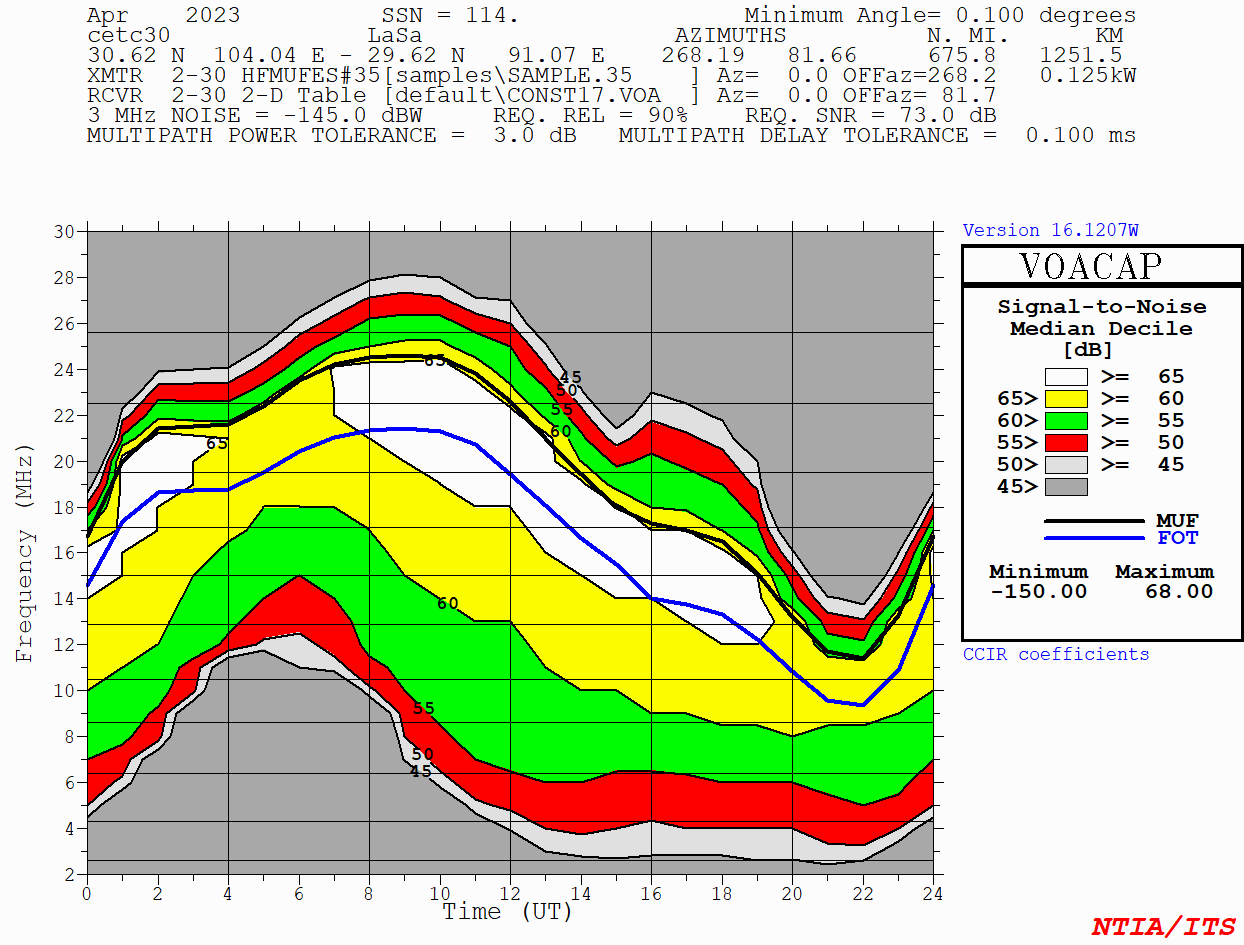 Apr    2023          SSN = 114.                Minimum Angle= 0.100 degrees
cetc30              LaSa                  AZIMUTHS          N. MI.      KM
30.62 N  104.04 E - 29.62 N   91.07 E    268.19   81.66     675.8   1251.5
XMTR  2-30 HFMUFES#35[samples\SAMPLE.35    ] Az=  0.0 OFFaz=268.2   0.125kW
RCVR  2-30 2-D Table [default\CONST17.VOA  ] Az=  0.0 OFFaz= 81.7
3 MHz NOISE = -145.0 dBW     REQ. REL = 90%    REQ. SNR = 73.0 dB
MULTIPATH POWER TOLERANCE =  3.0 dB   MULTIPATH DELAY TOLERANCE =  0.100 ms
30
28
26
24
22
20
18
16
14
12
10
8
6
4
2
Frequency (MHz)
0 2 4 6 8 10 12 14 16 18 20 22 24
Time (UT)
65
45
50
55
60
65
60
55
50
45
Version 16.1207W
VOACAP
Signal-to-Noise
Median Decile
[dB]
>= 65
65> >= 60
60> >= 55
55> >= 50
50> >= 45
45>
MUF
FOT
Minimum Maximum
-150.00 68.00
CCIR coefficients
NTIA/ITS